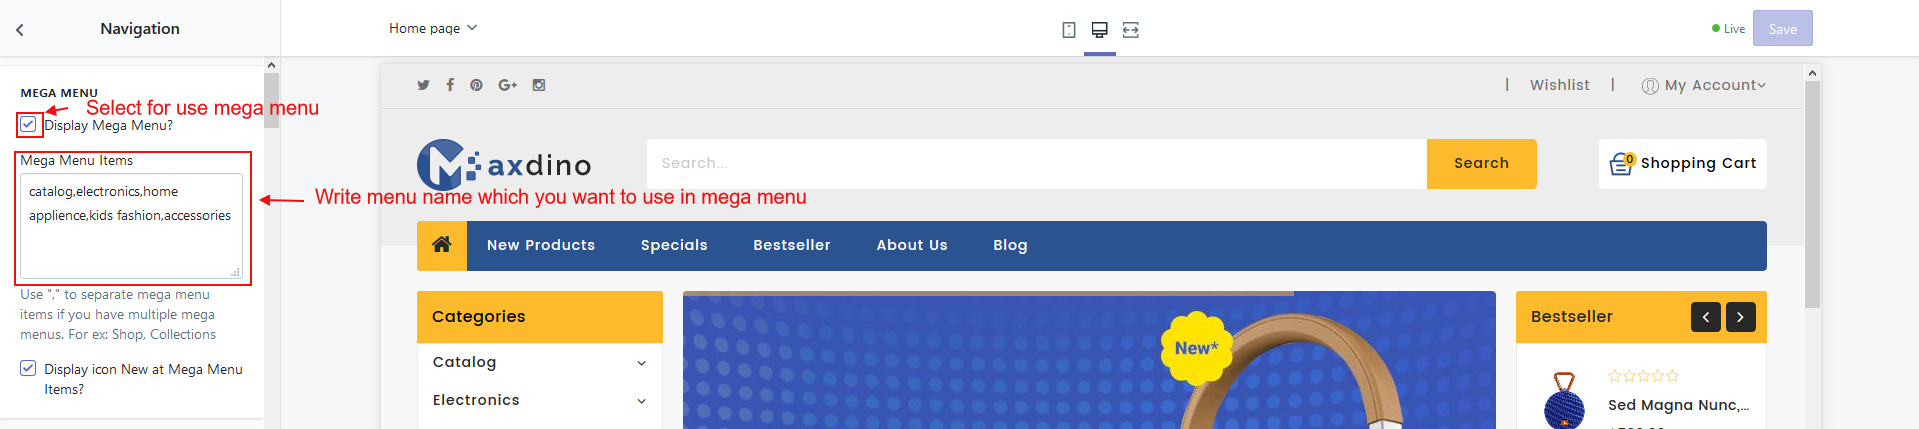 Navigation
Home page
Live
Save
MEGA MENU
Select for use mega menu
Display Mega Menu?
Mega Menu Items
catalog,electronics,home
applience,kids fashion,accessories
Write menu name which you want to use in mega menu
Use "," to separate mega menu
items if you have multiple mega
menus. For ex: Shop, Collections
Display icon New at Mega Menu
Items?
| Wishlist | My Account
Maxdino
Search...
Search
0
Shopping Cart
New Products Specials Bestseller About Us Blog
Categories
Catalog
Electronics
New*
Bestseller
Sed Magna Nunc,...